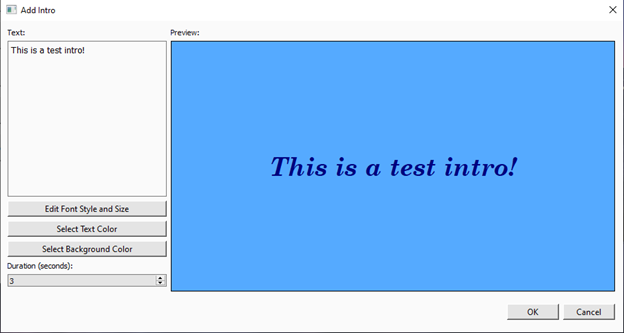 Add Intro
Text:
This is a test intro!
Edit Font Style and Size
Select Text Color
Select Background Color
Duration (seconds):
3
Preview:
This is a test intro!
OK
Cancel